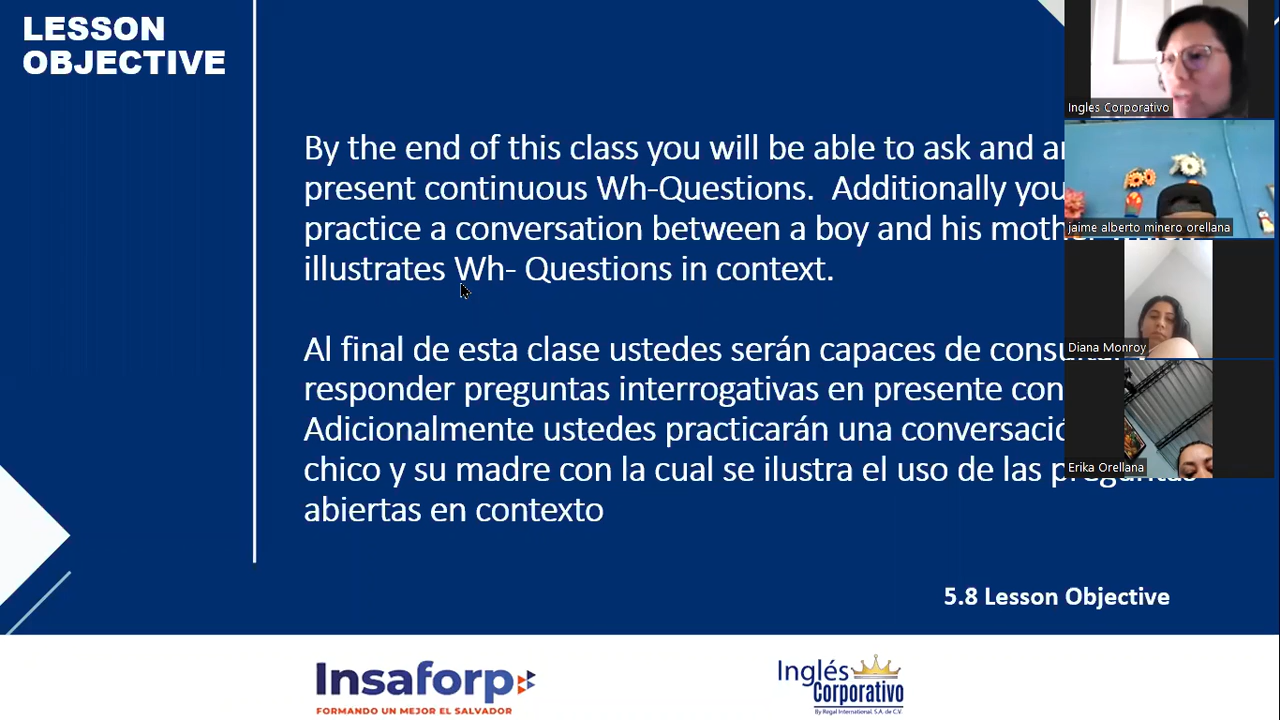 LESSON
OBJECTIVE
By the end of this class you will be able to ask and
present continuous Wh-Questions. Additionally you
practice a conversation between a boy and his
illustrates Wh- Questions in context.
Al final de esta clase ustedes serán capaces de
responder preguntas interrogativas en presente
Adicionalmente ustedes practicarán una
chico y su madre con la cual se ilustra el uso de las
abiertas en contexto
5.8 Lesson Objective
Insaforp
FORMANDO UN MEJOR EL SALVADOR
Inglés
Corporativo
By Regal International, S.A. de C.V.
Ingles Corporativo
jaime alberto minero orellana
Diana Monroy
Erika Orellana